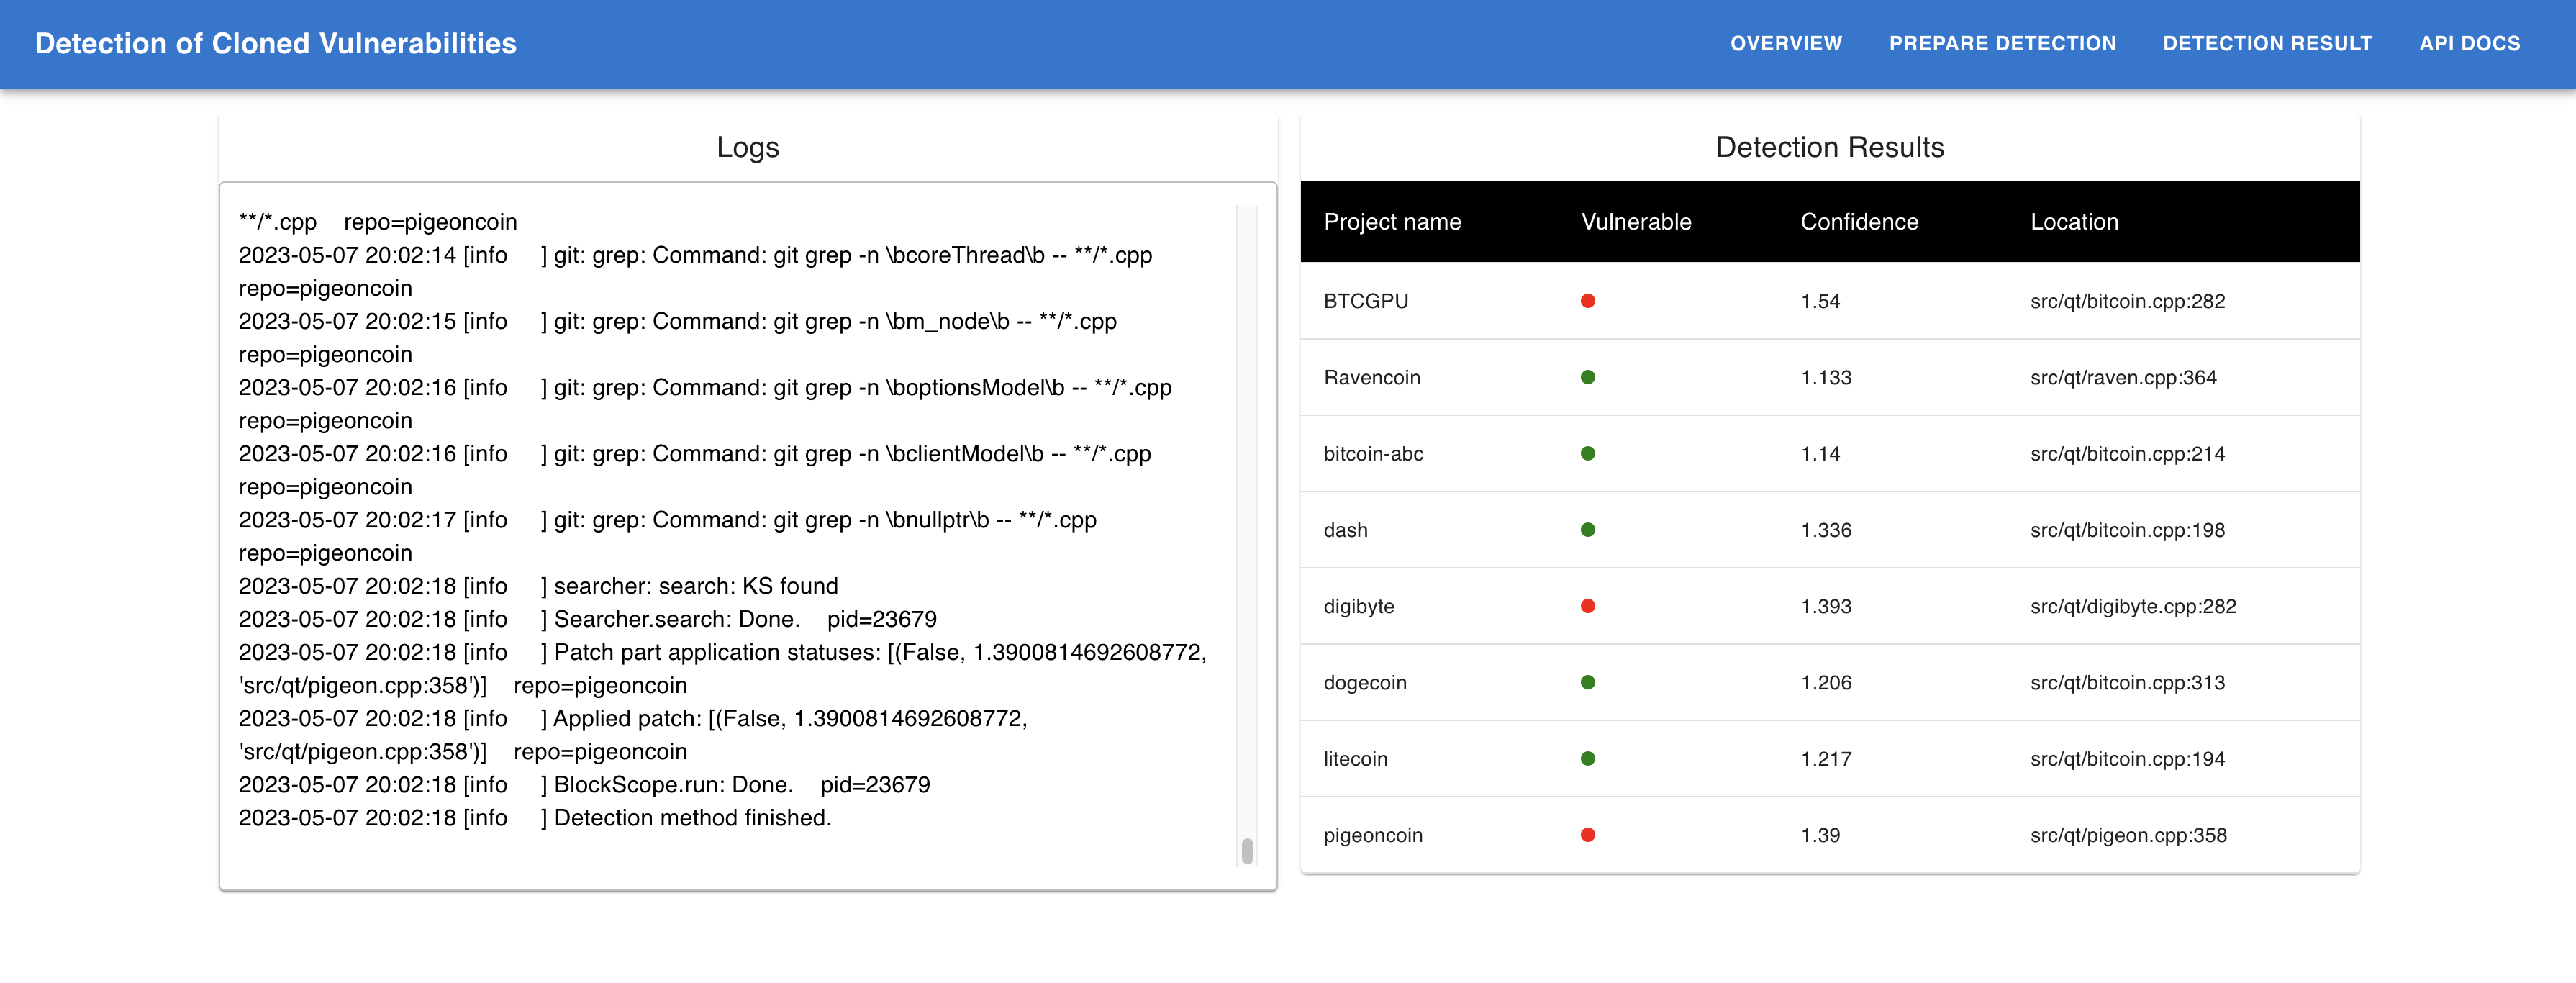 Detection of Cloned Vulnerabilities
OVERVIEW PREPARE DETECTION DETECTION RESULT API DOCS
Logs
**/*.cpp repo=pigeoncoin
2023-05-07 20:02:14 [info ] git: grep: Command: git grep -n \bcoreThread\b -- **/*.cpp
repo=pigeoncoin
2023-05-07 20:02:15 [info ] git: grep: Command: git grep -n \bm_node\b -- **/*.cpp
repo=pigeoncoin
2023-05-07 20:02:16 [info ] git: grep: Command: git grep -n \boptionsModel\b -- **/*.cpp
repo=pigeoncoin
2023-05-07 20:02:16 [info ] git: grep: Command: git grep -n \bclientModel\b -- **/*.cpp
repo=pigeoncoin
2023-05-07 20:02:17 [info ] git: grep: Command: git grep -n \bnullptr\b -- **/*.cpp
repo=pigeoncoin
2023-05-07 20:02:18 [info ] searcher: search: KS found
2023-05-07 20:02:18 [info ] Searcher.search: Done. pid=23679
2023-05-07 20:02:18 [info ] Patch part application statuses: [(False, 1.3900814692608772,
'src/qt/pigeon.cpp:358')] repo=pigeoncoin
2023-05-07 20:02:18 [info ] Applied patch: [(False, 1.3900814692608772,
'src/qt/pigeon.cpp:358')] repo=pigeoncoin
2023-05-07 20:02:18 [info ] BlockScope.run: Done. pid=23679
2023-05-07 20:02:18 [info ] Detection method finished.
Detection Results
Project name Vulnerable Confidence Location
BTCGPU 1.54 src/qt/bitcoin.cpp:282
Ravencoin 1.133 src/qt/raven.cpp:364
bitcoin-abc 1.14 src/qt/bitcoin.cpp:214
dash 1.336 src/qt/bitcoin.cpp:198
digibyte 1.393 src/qt/digibyte.cpp:282
dogecoin 1.206 src/qt/bitcoin.cpp:313
litecoin 1.217 src/qt/bitcoin.cpp:194
pigeoncoin 1.39 src/qt/pigeon.cpp:358